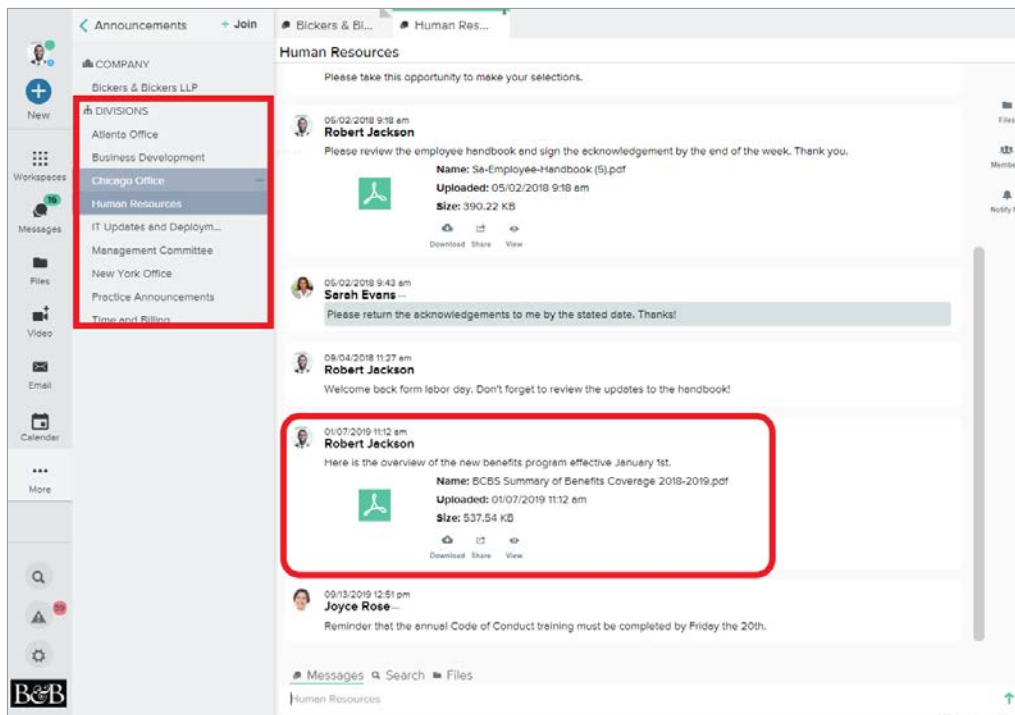 Announcements + Join
COMPANY
Bickers & Bickers LLP
DIVISIONS
Atlanta Office
Business Development
Chicago Office
Human Resources
IT Updates and Deploym...
Management Committee
New York Office
Practice Announcements
Time and Billing
New
Workspaces
16
Messages
Files
Video
Email
Calendar
More
B&B
Bickers & Bi...
Human Res...
Human Resources
Please take this opportunity to make your selections.
05/02/2018 9:18 am
Robert Jackson
Please review the employee handbook and sign the acknowledgement by the end of the week. Thank you.
Name: Sa-Employee-Handbook (5).pdf
Uploaded: 05/02/2018 9:18 am
Size: 390.22 KB
Download Share View
05/02/2018 9:43 am
Sarah Evans
Please return the acknowledgements to me by the stated date. Thanks!
09/04/2018 11:27 am
Robert Jackson
Welcome back form labor day. Don't forget to review the updates to the handbook!
01/07/2019 11:12 am
Robert Jackson
Here is the overview of the new benefits program effective January 1st.
Name: BCBS Summary of Benefits Coverage 2018-2019.pdf
Uploaded: 01/07/2019 11:12 am
Size: 537.54 KB
Download Share View
09/13/2019 12:51 pm
Joyce Rose
Reminder that the annual Code of Conduct training must be completed by Friday the 20th.
Messages Search Files
Human Resources
Files
Membe
Notify